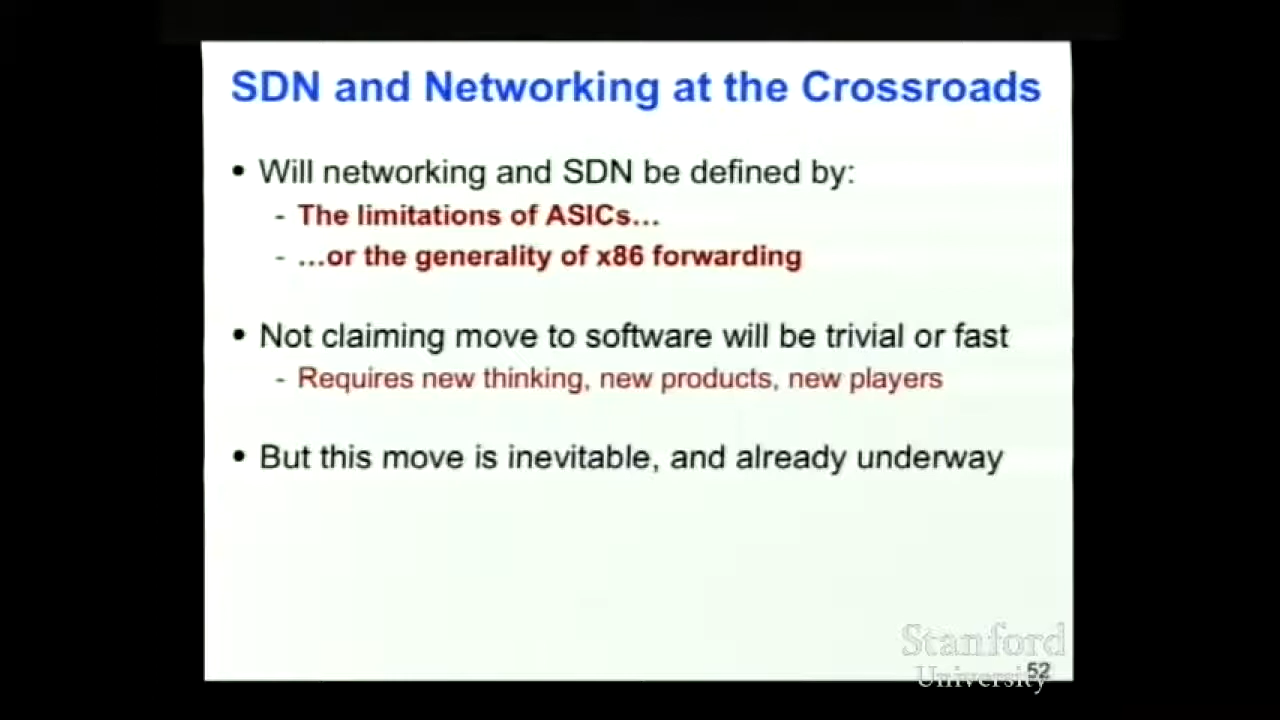 SDN and Networking at the Crossroads
• Will networking and SDN be defined by:
- The limitations of ASICs...
- ...or the generality of x86 forwarding
• Not claiming move to software will be trivial or fast
- Requires new thinking, new products, new players
• But this move is inevitable, and already underway
Stanford
University
52